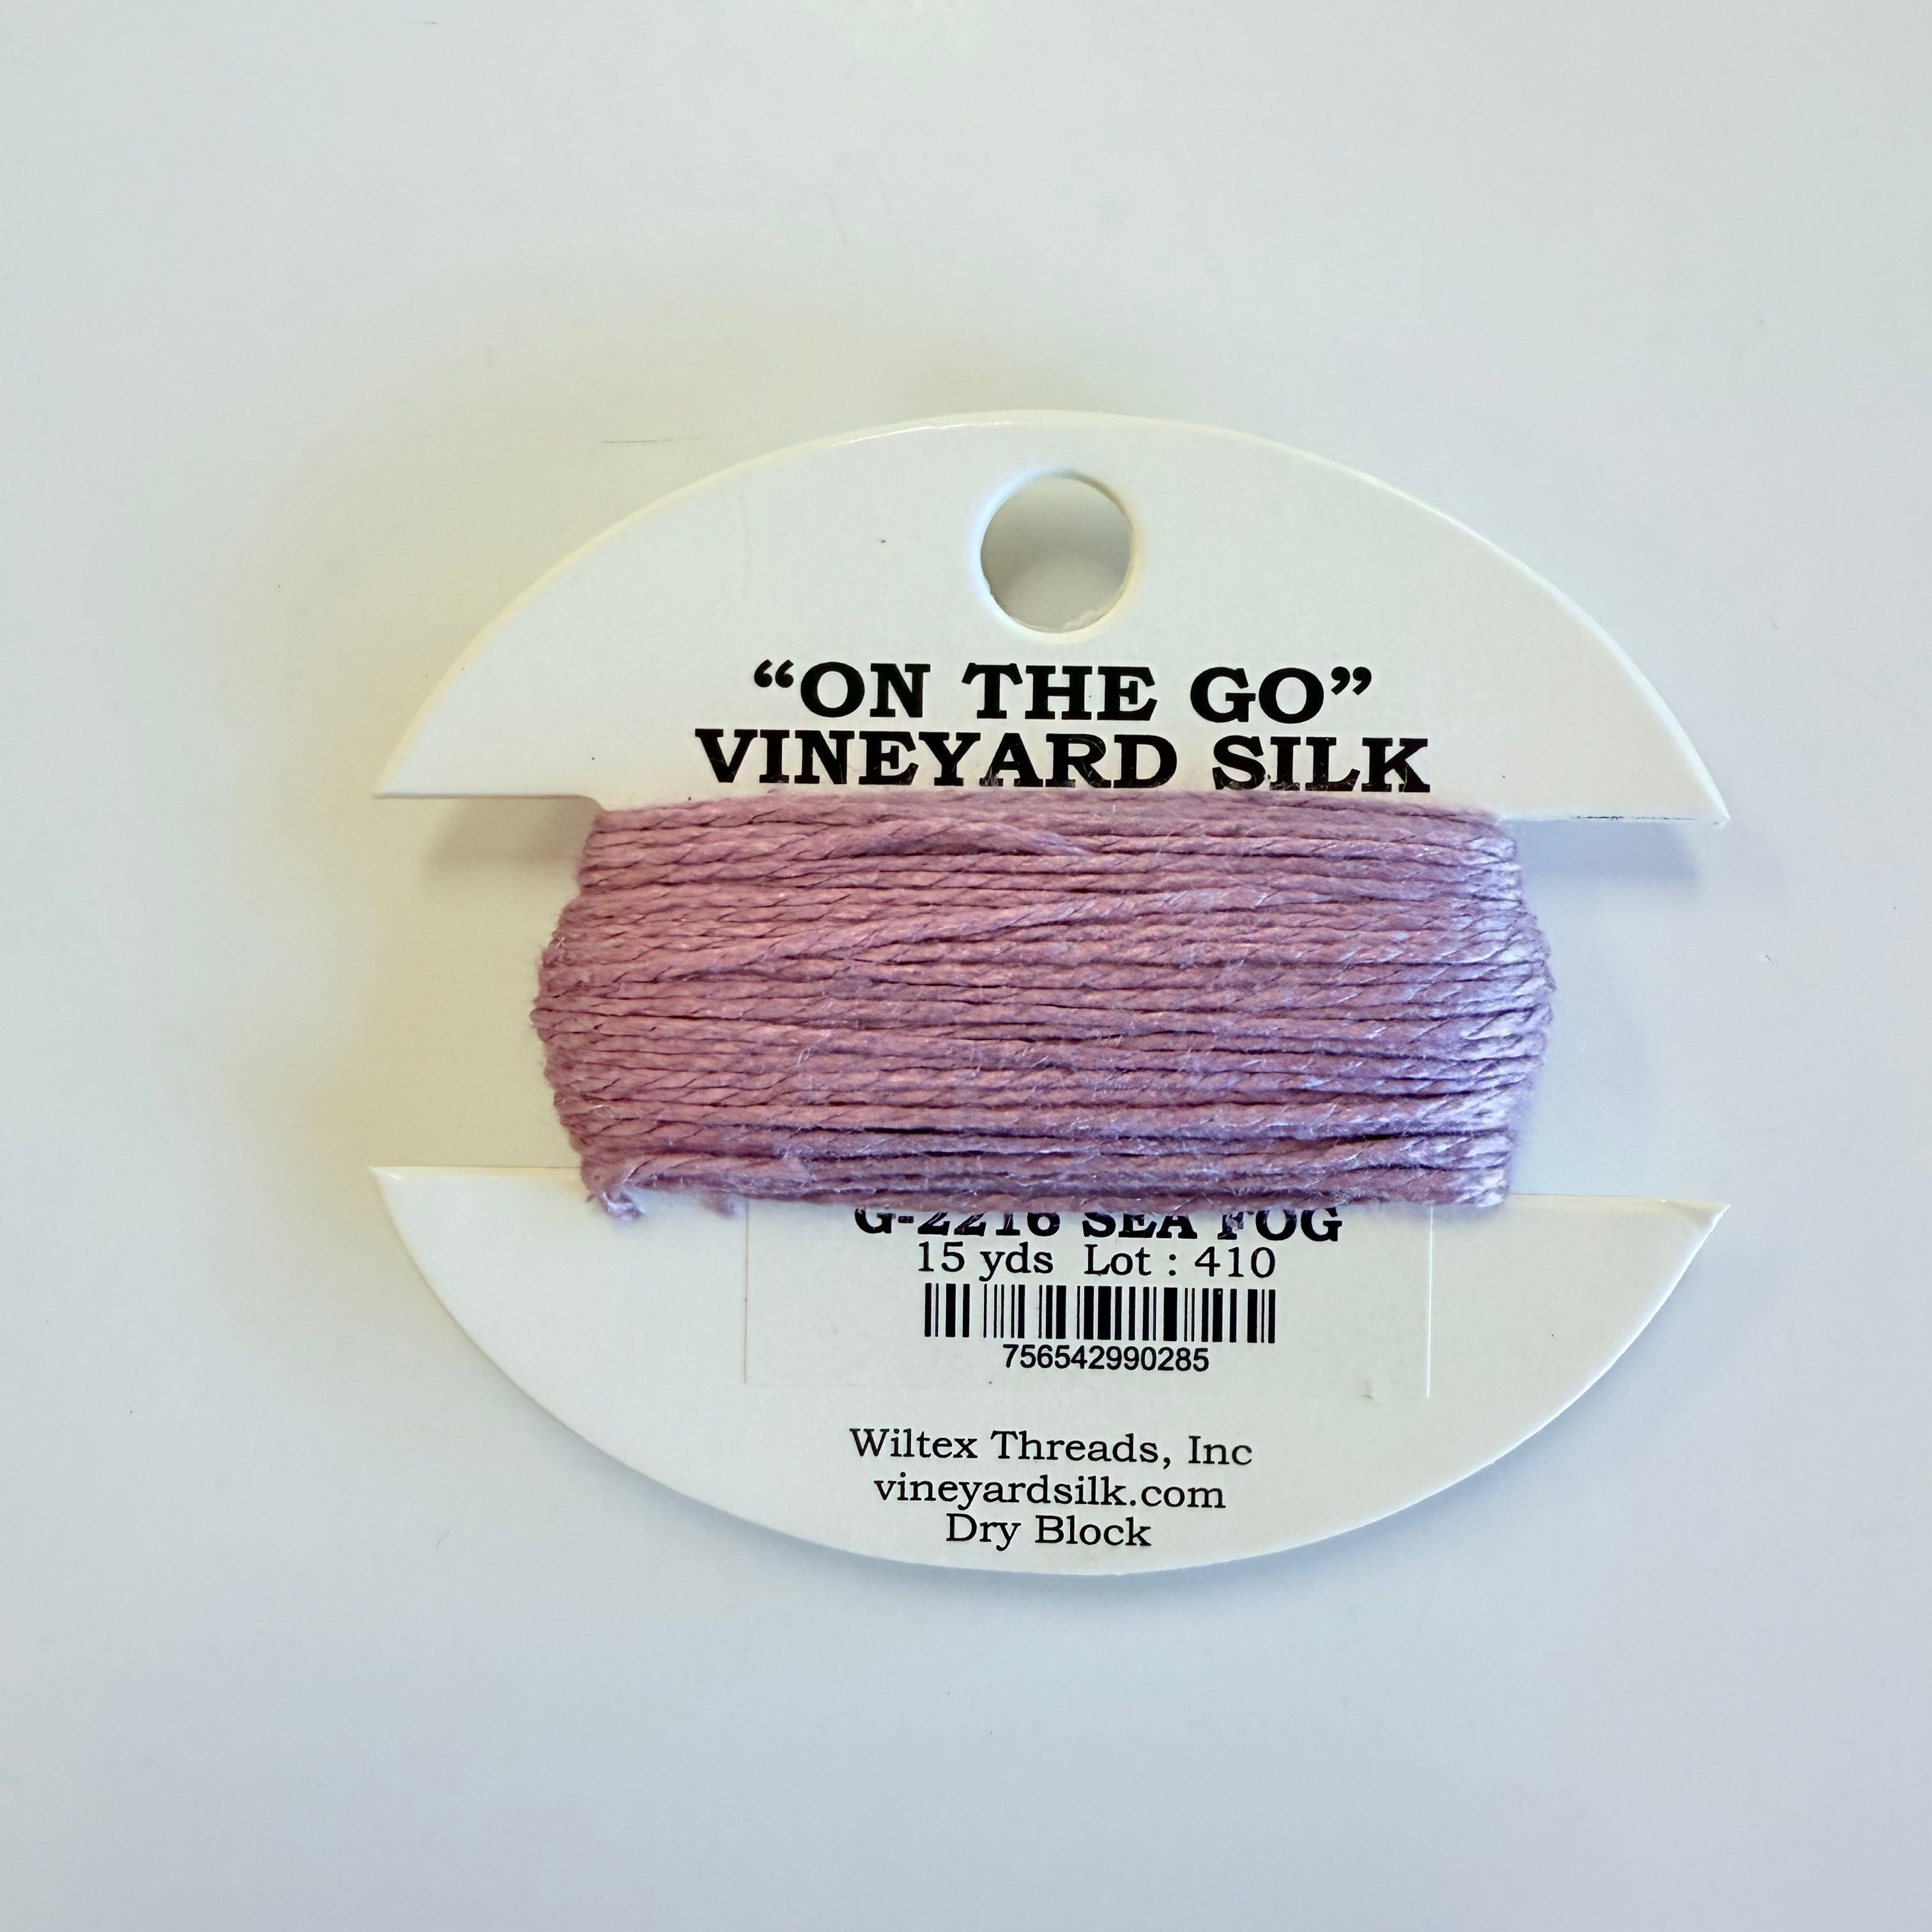 “ON THE GO”
VINEYARD SILK
G-2216 SEA FOG
15 yds Lot : 410
756542990285
Wiltex Threads, Inc
vineyardsilk.com
Dry Block